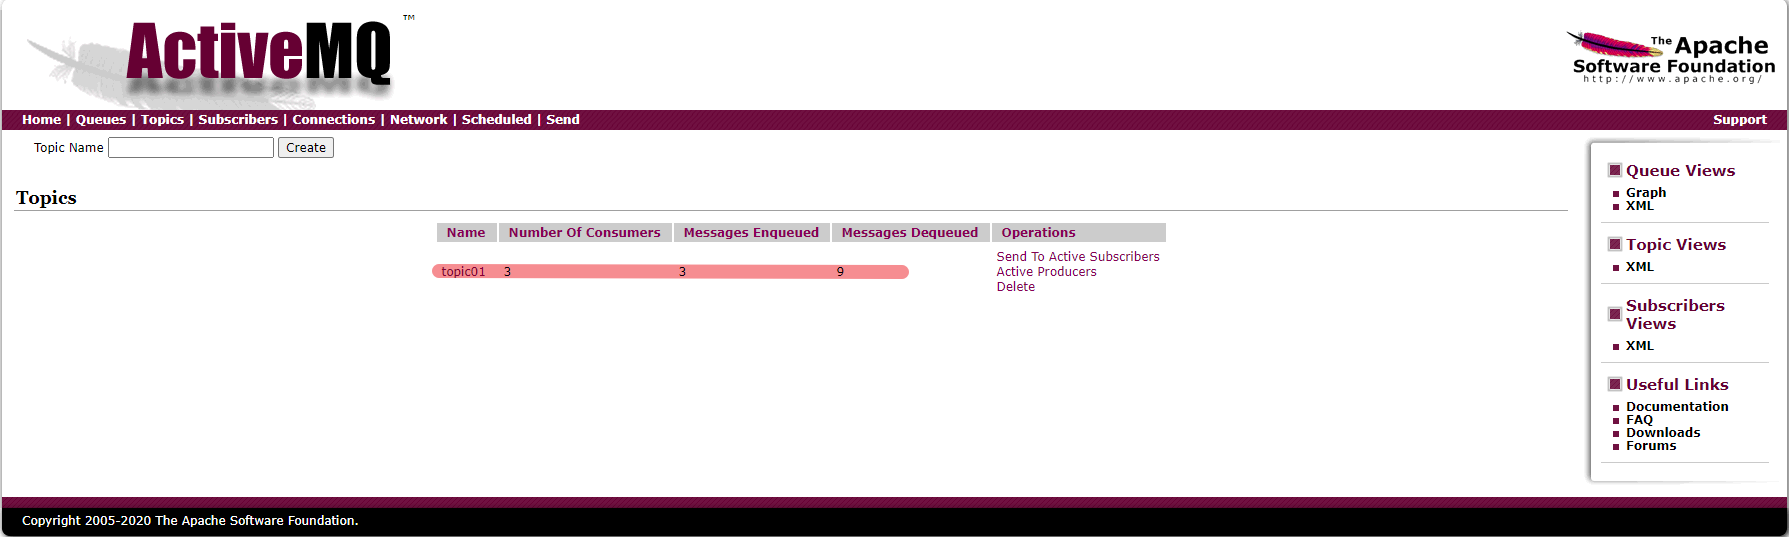 ActiveMQ ™
The Apache
Software Foundation
http://www.apache.org/
Home | Queues | Topics | Subscribers | Connections | Network | Scheduled | Send
Support
Topic Name Create
Topics
Name Number Of Consumers Messages Enqueued Messages Dequeued Operations
topic01 3 3 9
Send To Active Subscribers
Active Producers
Delete
Queue Views
Graph
XML
Topic Views
XML
Subscribers
Views
XML
Useful Links
Documentation
FAQ
Downloads
Forums
Copyright 2005-2020 The Apache Software Foundation.